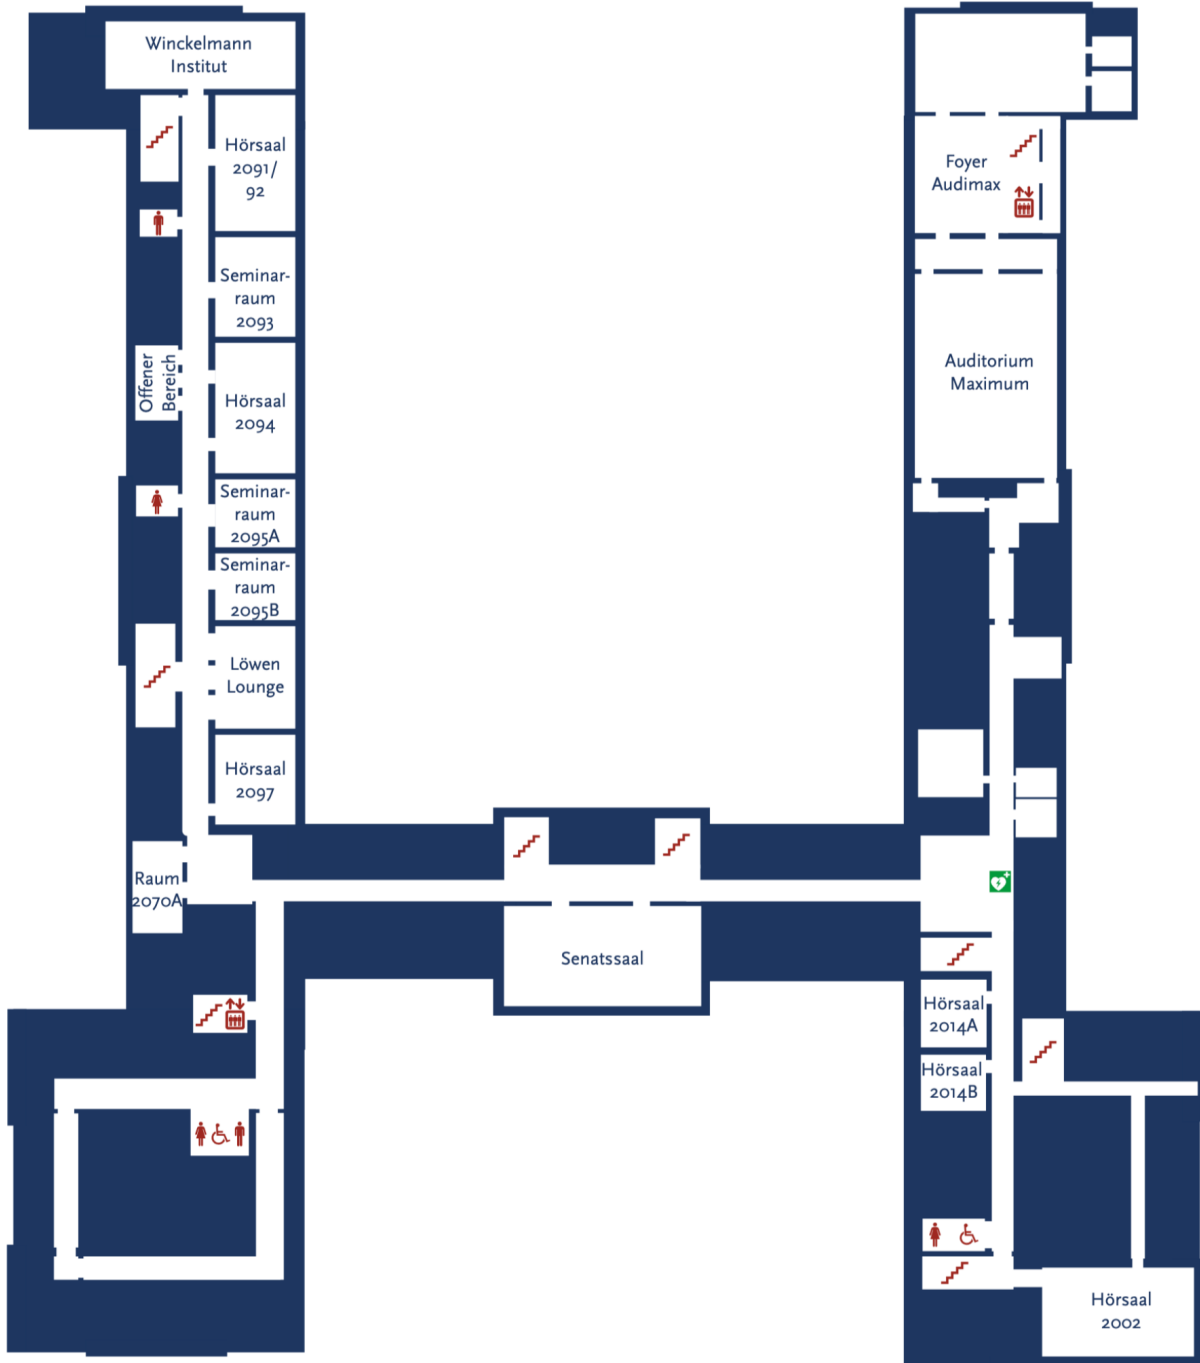 Winckelmann
Institut
Hörsaal
2091/
92
Seminar-
raum
2093
Offener
Bereich
Hörsaal
2094
Seminar-
raum
2095A
Seminar-
raum
2095B
Löwen
Lounge
Hörsaal
2097
Raum
2070A
Senatssaal
Foyer
Audimax
Auditorium
Maximum
Hörsaal
2014A
Hörsaal
2014B
Hörsaal
2002